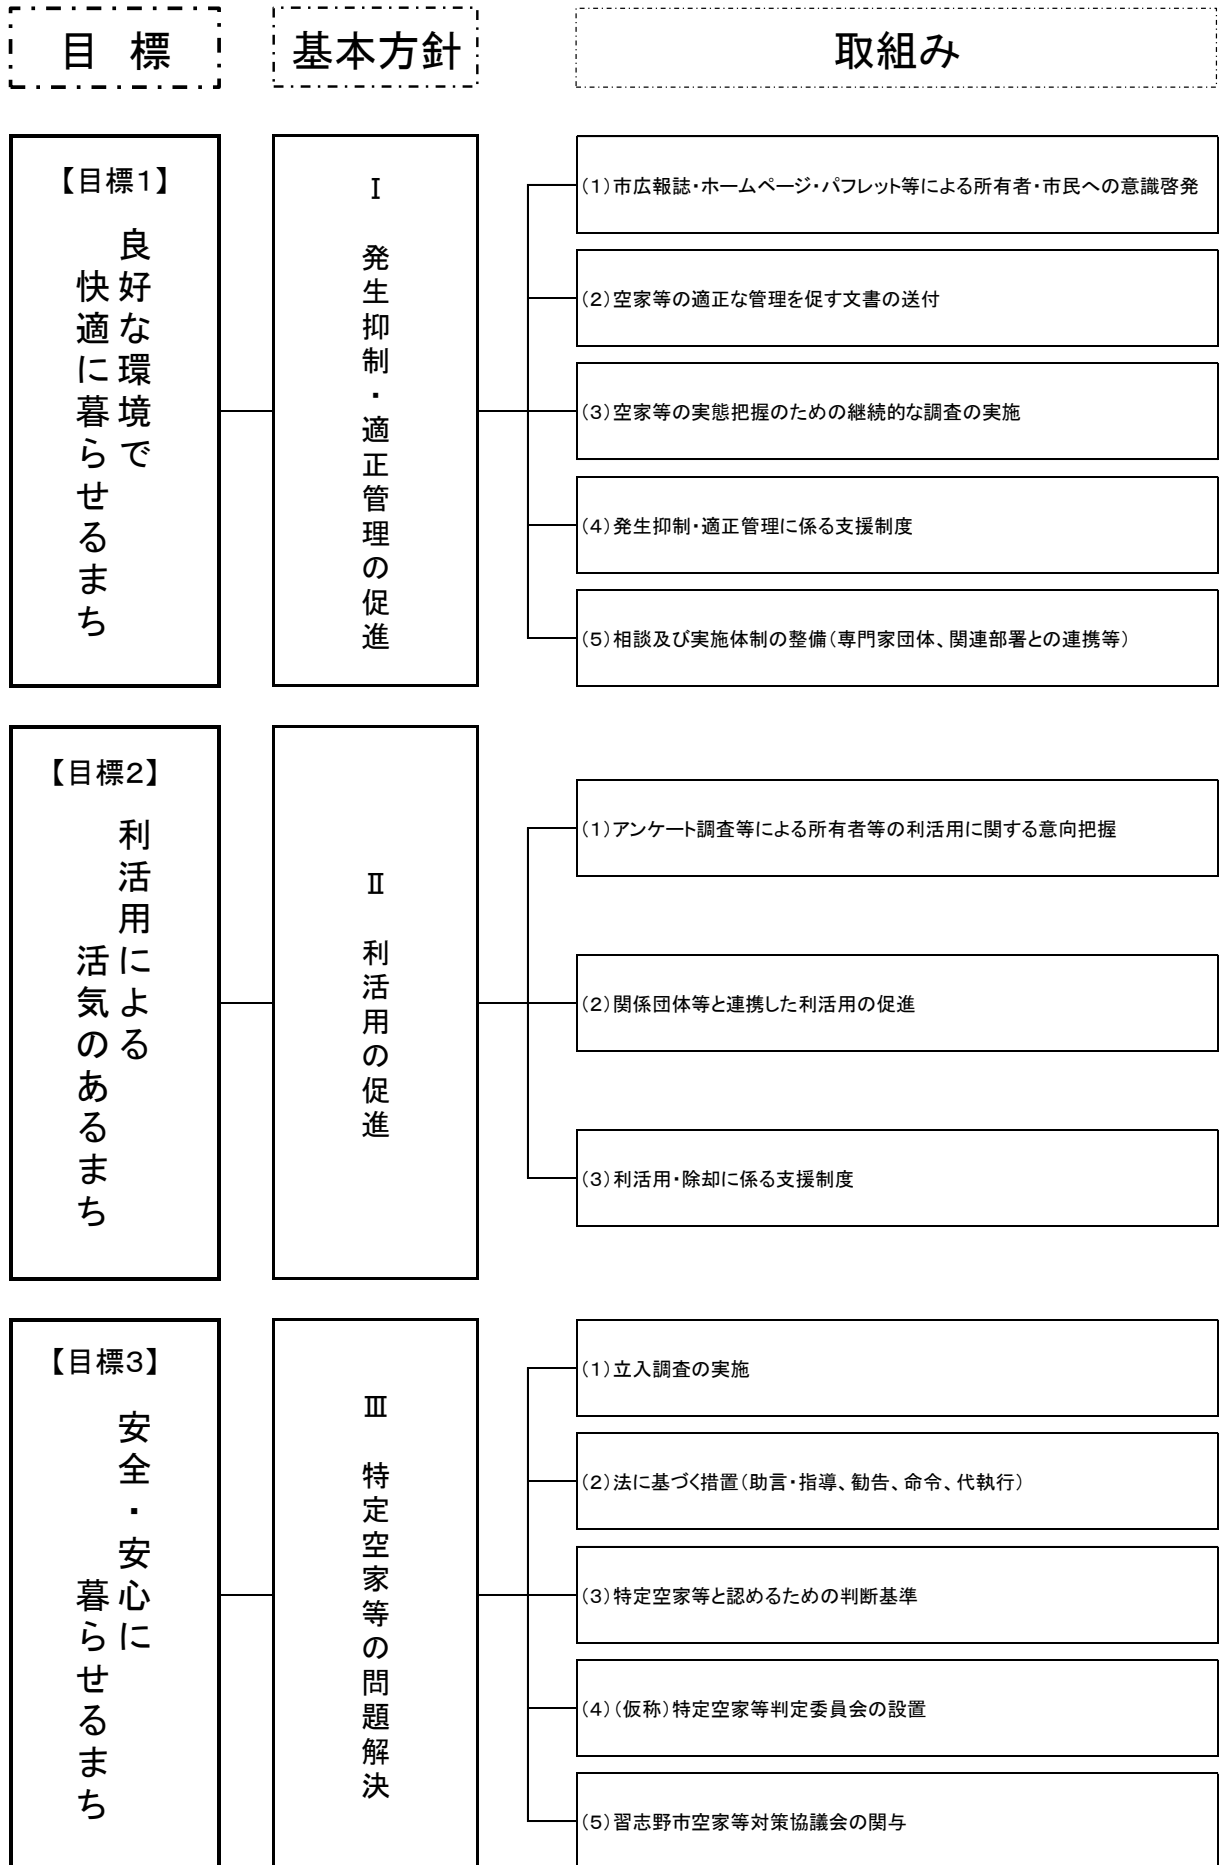 目　標
基本方針
取組み
【目標１】
良好な環境で
快適に暮らせるまち
Ⅰ　発生抑制・適正管理の促進
（１）市広報誌・ホームページ・パフレット等による所有者・市民への意識啓発
（２）空家等の適正な管理を促す文書の送付
（３）空家等の実態把握のための継続的な調査の実施
（４）発生抑制・適正管理に係る支援制度
（５）相談及び実施体制の整備（専門家団体、関連部署との連携等）
【目標２】
利活用による
活気のあるまち
Ⅱ　利活用の促進
（１）アンケート調査等による所有者等の利活用に関する意向把握
（２）関係団体等と連携した利活用の促進
（３）利活用・除却に係る支援制度
【目標３】
安全・安心に
暮らせるまち
Ⅲ　特定空家等の問題解決
（１）立入調査の実施
（２）法に基づく措置（助言・指導、勧告、命令、代執行）
（３）特定空家等と認めるための判断基準
（４）（仮称）特定空家等判定委員会の設置
（５）習志野市空家等対策協議会の関与